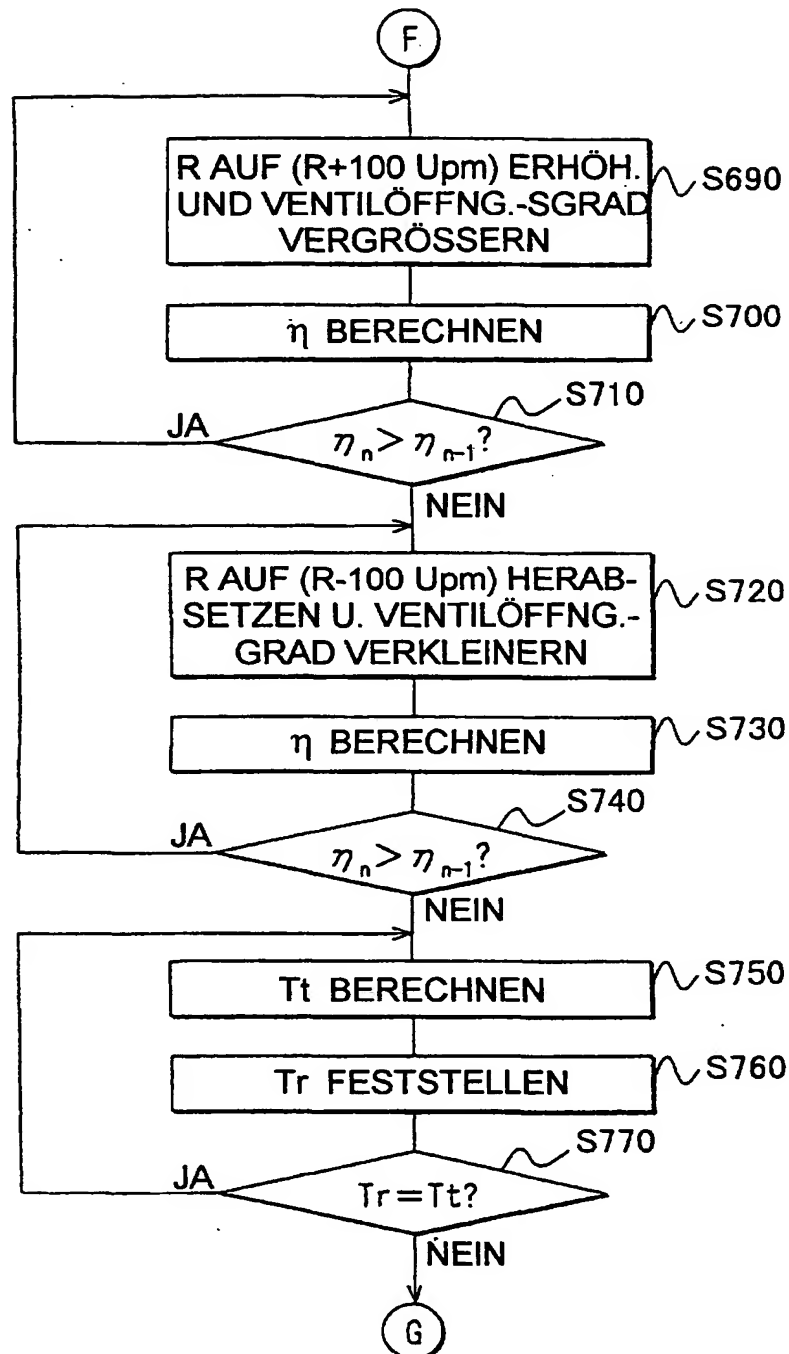 F
R AUF (R+100 Upm) ERHÖH.
UND VENTILÖFFNG.-SGRAD
VERGRÖSSERN
S690
η BERECHNEN
S700
S710
JA
ηn > ηn-1?
NEIN
R AUF (R-100 Upm) HERAB-
SETZEN U. VENTILÖFFNG.-
GRAD VERKLEINERN
S720
η BERECHNEN
S730
S740
JA
ηn > ηn-1?
NEIN
Tt BERECHNEN
S750
Tr FESTSTELLEN
S760
S770
JA
Tr=Tt?
NEIN
G